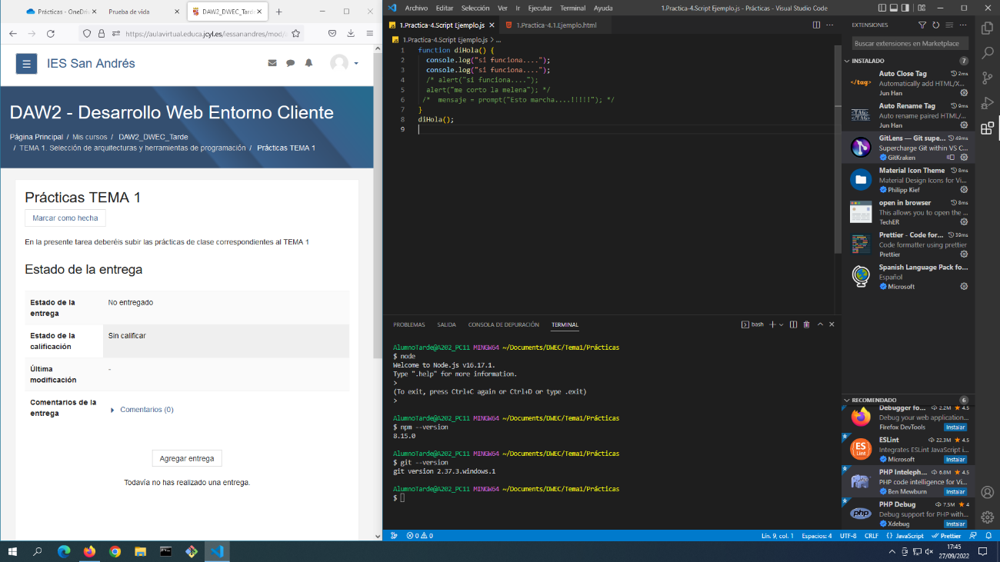 Prácticas - OneDri
Prueba de vida
DAW2_DWEC_Tarde
https://aulavirtual.educa.jcyl.es/iessanandres/mod/
IES San Andrés
DAW2 - Desarrollo Web Entorno Cliente
Página Principal / Mis cursos / DAW2_DWEC_Tarde
/ TEMA 1. Selección de arquitecturas y herramientas de programación / Prácticas TEMA 1
Prácticas TEMA 1
Marcar como hecha
En la presente tarea deberéis subir las prácticas de clase correspondientes al TEMA 1
Estado de la entrega
Estado de la entrega
No entregado
Estado de la calificación
Sin calificar
Última modificación
-
Comentarios de la entrega
Comentarios (0)
Agregar entrega
Todavía no has realizado una entrega.
Archivo Editar Selección Ver Ir Ejecutar Terminal Ayuda
1.Practica-4.Script Ejemplo.js - Prácticas - Visual Studio Code
1.Practica-4.Script Ejemplo.js
1.Practica-4.1.Ejemplo.html
1.Practica-4.Script Ejemplo.js > ...
1 function diHola() {
2 console.log("si funciona....");
3 console.log("si funciona....");
4 /* alert("si funciona....");
5 alert("me corto la melena"); */
6 /* mensaje = prompt("Esto marcha....!!!!!"); */
7 }
8 diHola();
9
PROBLEMAS SALIDA CONSOLA DE DEPURACIÓN TERMINAL
bash
AlumnoTarde@A202_PC11 MINGW64 ~/Documents/DWEC/Tema1/Prácticas
$ node
Welcome to Node.js v16.17.1.
Type ".help" for more information.
>
(To exit, press Ctrl+C again or Ctrl+D or type .exit)
>
AlumnoTarde@A202_PC11 MINGW64 ~/Documents/DWEC/Tema1/Prácticas
$ npm --version
8.15.0
AlumnoTarde@A202_PC11 MINGW64 ~/Documents/DWEC/Tema1/Prácticas
$ git --version
git version 2.37.3.windows.1
AlumnoTarde@A202_PC11 MINGW64 ~/Documents/DWEC/Tema1/Prácticas
$
EXTENSIONES
Buscar extensiones en Marketplace
INSTALADO 7
Auto Close Tag 2ms
Automatically add HTML/X...
Jun Han
Auto Rename Tag 9ms
Auto rename paired HTML/...
Jun Han
GitLens — Git supe... 49ms
Supercharge Git within VS C...
GitKraken
Material Icon Theme 8ms
Material Design Icons for Vi...
Philipp Kief
open in browser 8ms
This allows you to open the ...
TechER
Prettier - Code for... 39ms
Code formatter using prettier
Prettier
Spanish Language Pack fo...
Español
Microsoft
RECOMENDADO 6
Debugger fo... 2.2M 4.5
Debug your web application...
Firefox DevTools Instalar
ESLint 22.3M 4.5
Integrates ESLint JavaScript i...
Microsoft Instalar
PHP Inteleph... 6.8M 4.5
PHP code intelligence for Vi...
Ben Mewburn Instalar
PHP Debug 7.5M 4
Debug support for PHP with...
Xdebug Instalar
0 0
Lín. 9, col. 1 Espacios: 4 UTF-8 CRLF {} JavaScript Prettier
17:45
27/09/2022